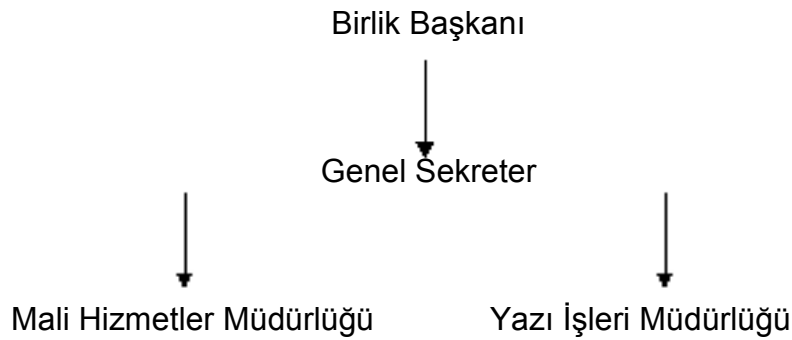 Birlik Başkanı
Genel Sekreter
Mali Hizmetler Müdürlüğü Yazı İşleri Müdürlüğü